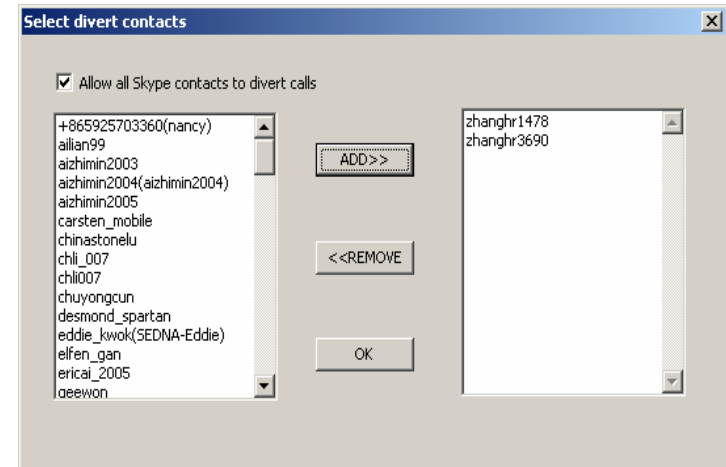 Select divert contacts
Allow all Skype contacts to divert calls
+865925703360(nancy)
ailian99
aizhimin2003
aizhimin2004(aizhimin2004)
aizhimin2005
carsten_mobile
chinastonelu
chli_007
chli007
chuyongcun
desmond_spartan
eddie_kwok(SEDNA-Eddie)
elfen_gan
ericai_2005
geewon
ADD>>
<<REMOVE
OK
zhanghr1478
zhanghr3690